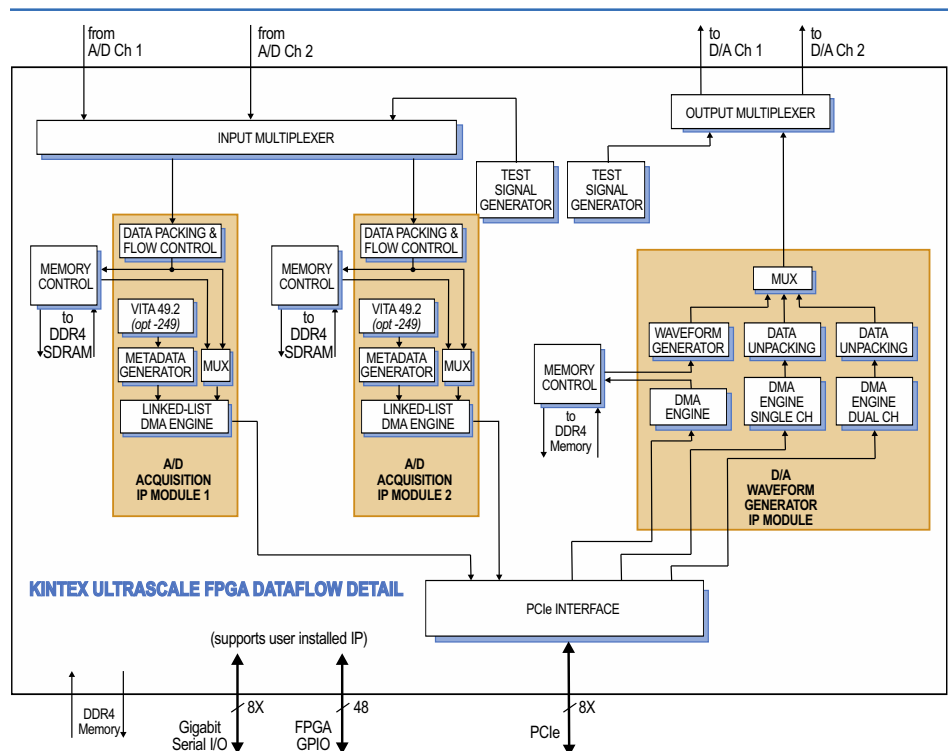 from
A/D Ch 1
from
A/D Ch 2
to
D/A Ch 1
to
D/A Ch 2
INPUT MULTIPLEXER
OUTPUT MULTIPLEXER
TEST
SIGNAL
GENERATOR
TEST
SIGNAL
GENERATOR
DATA PACKING &
FLOW CONTROL
MEMORY
CONTROL
to
DDR4
SDRAM
VITA 49.2
(opt -249)
METADATA
GENERATOR
MUX
LINKED-LIST
DMA ENGINE
A/D
ACQUISITION
IP MODULE 1
DATA PACKING &
FLOW CONTROL
MEMORY
CONTROL
to
DDR4
SDRAM
VITA 49.2
(opt -249)
METADATA
GENERATOR
MUX
LINKED-LIST
DMA ENGINE
A/D
ACQUISITION
IP MODULE 2
MUX
WAVEFORM
GENERATOR
DATA
UNPACKING
DATA
UNPACKING
MEMORY
CONTROL
to DDR4
Memory
DMA
ENGINE
DMA
ENGINE
SINGLE CH
DMA
ENGINE
DUAL CH
D/A
WAVEFORM
GENERATOR
IP MODULE
KINTEX ULTRASCALE FPGA DATAFLOW DETAIL
PCIe INTERFACE
(supports user installed IP)
DDR4
Memory
8X
Gigabit
Serial I/O
48
FPGA
GPIO
8X
PCIe